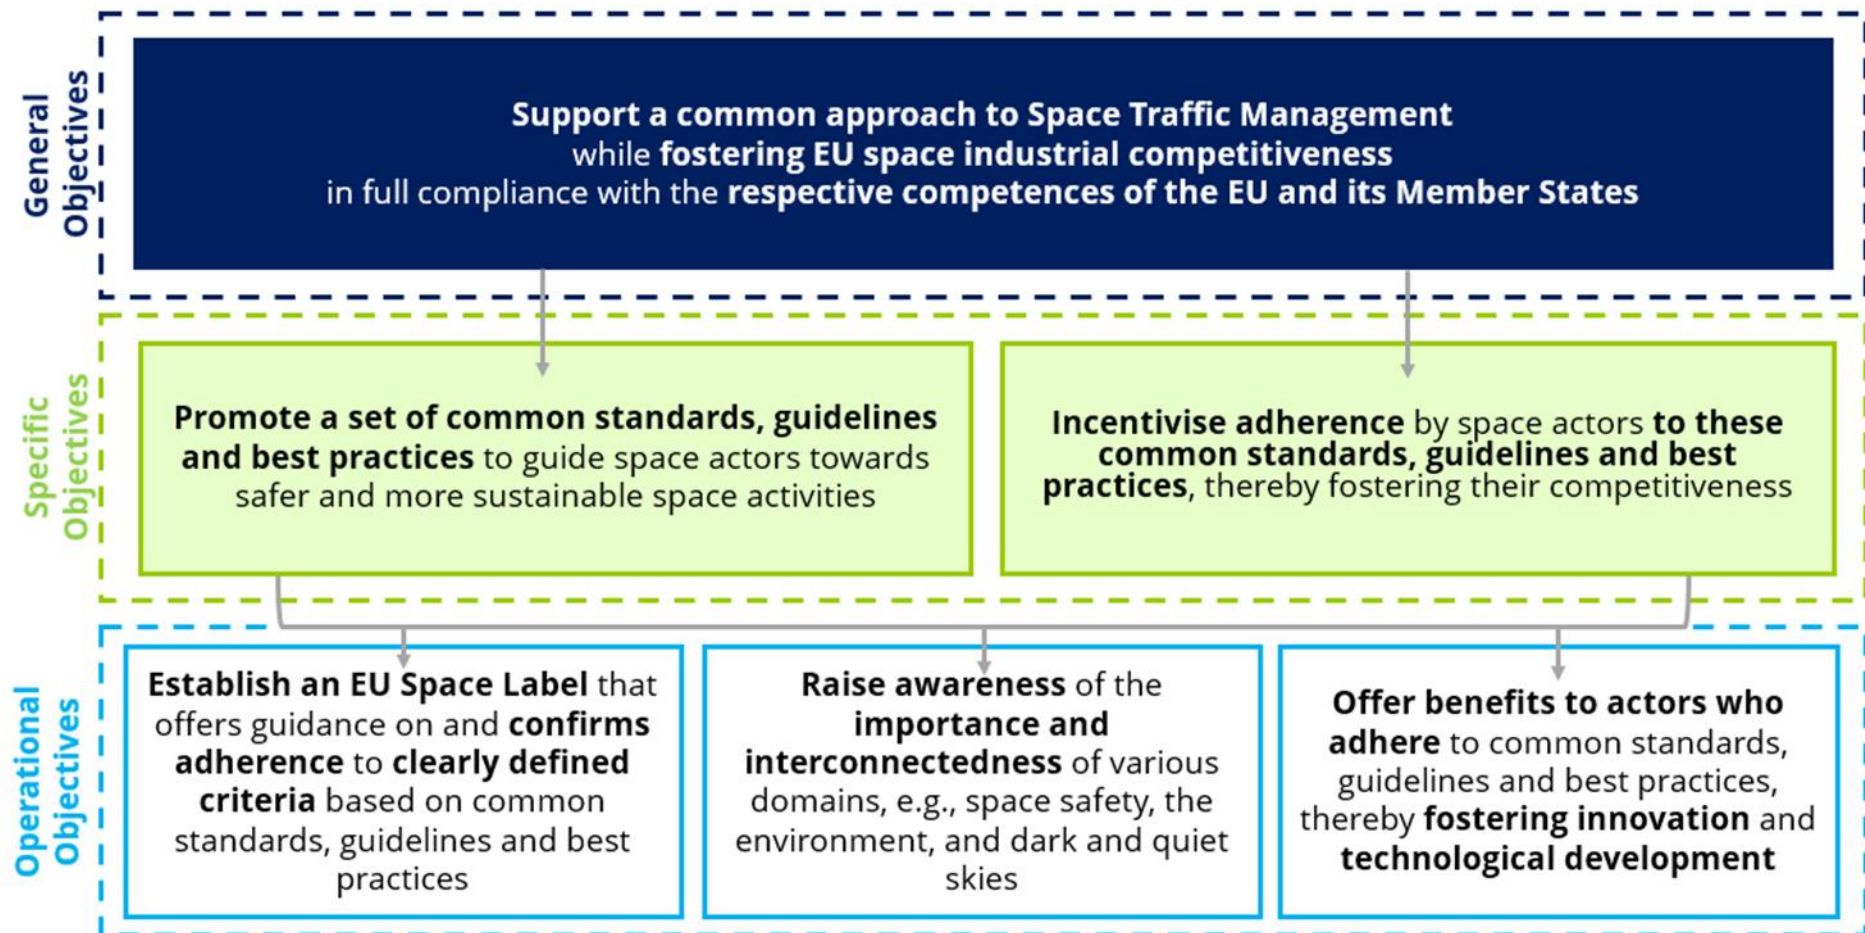 General
Objectives
Support a common approach to Space Traffic Management
while fostering EU space industrial competitiveness
in full compliance with the respective competences of the EU and its Member States
Specific
Objectives
Promote a set of common standards, guidelines
and best practices to guide space actors towards
safer and more sustainable space activities
Incentivise adherence by space actors to these
common standards, guidelines and best
practices, thereby fostering their competitiveness
Operational
Objectives
Establish an EU Space Label that
offers guidance on and confirms
adherence to clearly defined
criteria based on common
standards, guidelines and best
practices
Raise awareness of the
importance and
interconnectedness of various
domains, e.g., space safety, the
environment, and dark and quiet
skies
Offer benefits to actors who
adhere to common standards,
guidelines and best practices,
thereby fostering innovation and
technological development